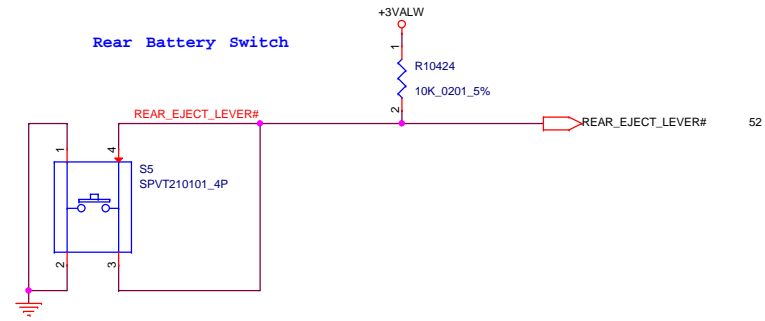 +3VALW
Rear Battery Switch
1
R10424
10K_0201_5%
2
REAR_EJECT_LEVER#
REAR_EJECT_LEVER# 52
1
4
S5
SPVT210101_4P
2
3